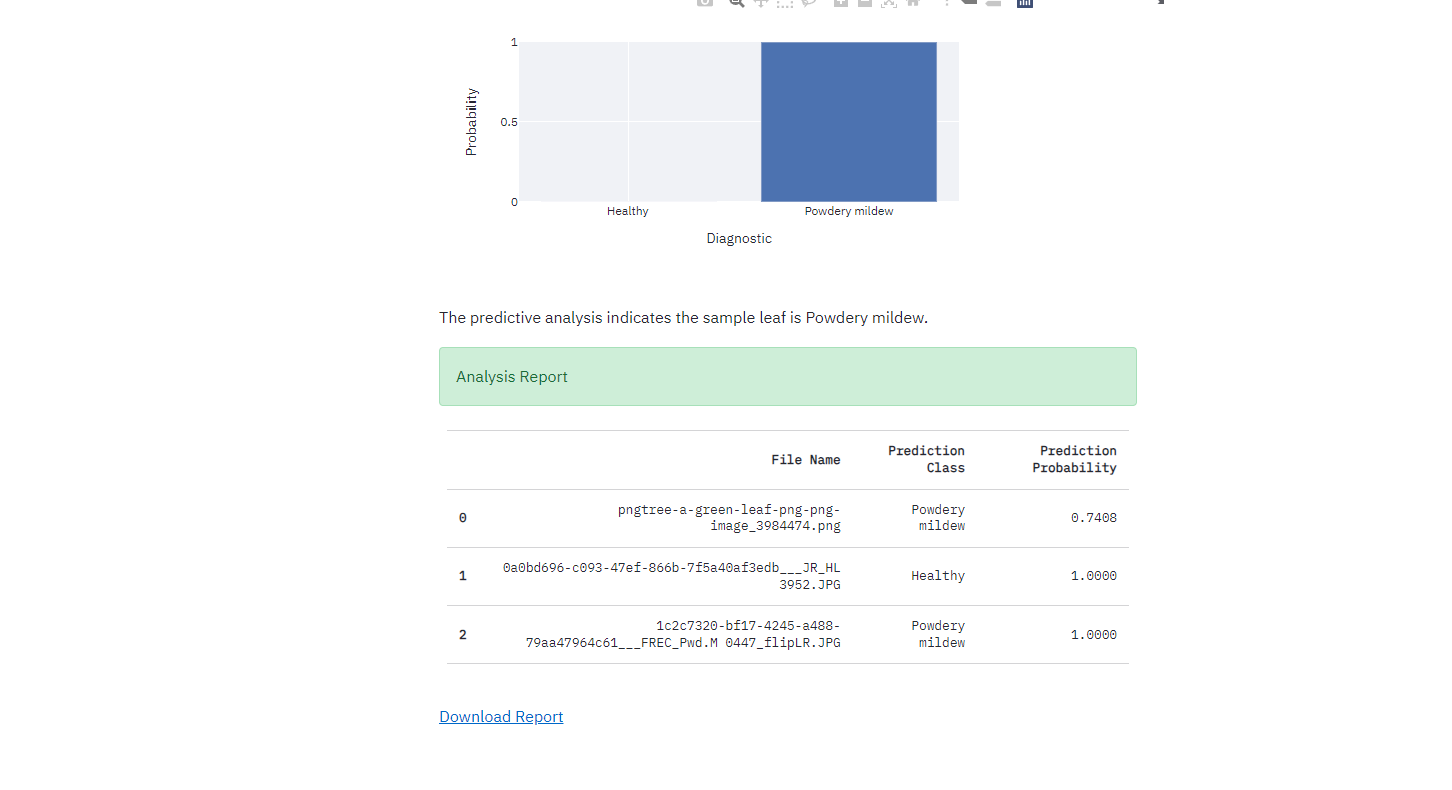 1
0.5
0
Probability
Healthy
Powdery mildew
Diagnostic
The predictive analysis indicates the sample leaf is Powdery mildew.
Analysis Report
File Name
Prediction
Class
Prediction
Probability
0
pngtree-a-green-leaf-png-png-
image_3984474.png
Powdery
mildew
0.7408
1
0a0bd696-c093-47ef-866b-7f5a40af3edb___JR_HL
3952.JPG
Healthy
1.0000
2
1c2c7320-bf17-4245-a488-
79aa47964c61___FREC_Pwd.M 0447_flipLR.JPG
Powdery
mildew
1.0000
Download Report